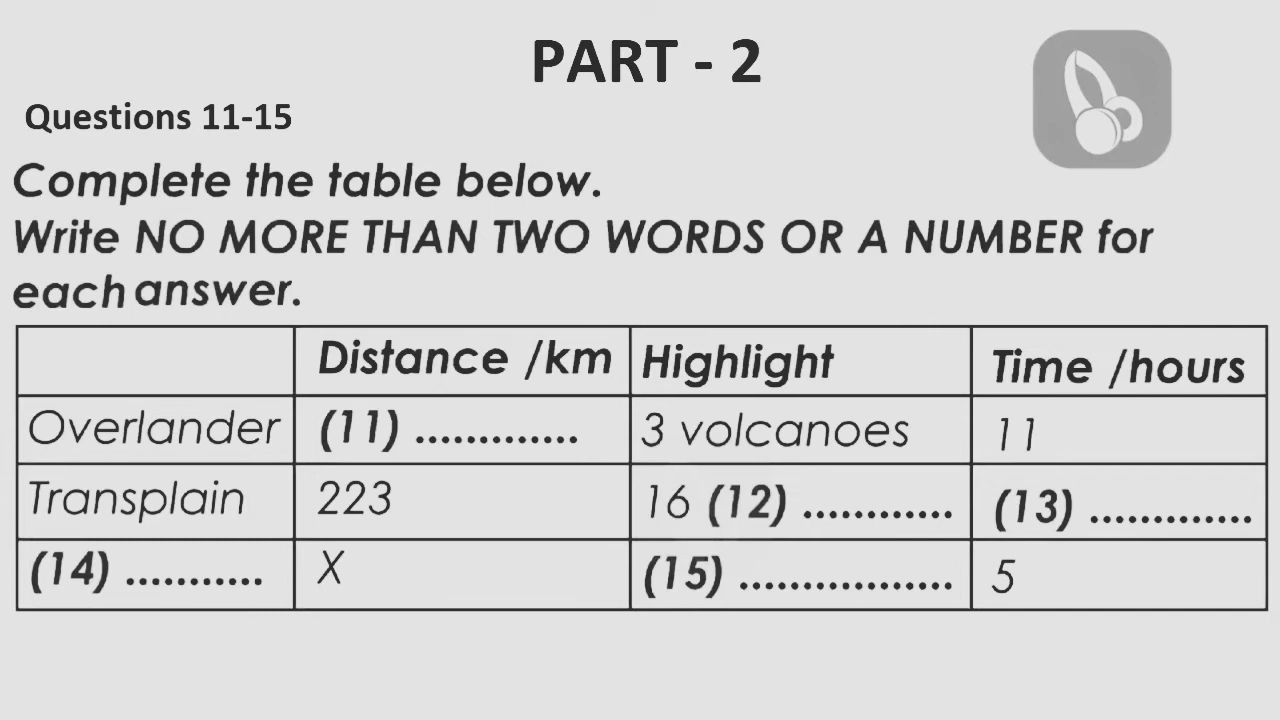 PART - 2
Questions 11-15
Complete the table below.
Write NO MORE THAN TWO WORDS OR A NUMBER for
each answer.
Distance /km Highlight Time /hours
Overlander (11) ............. 3 volcanoes 11
Transplain 223 16 (12) ............ (13) .............
(14) ........... X (15) ................. 5